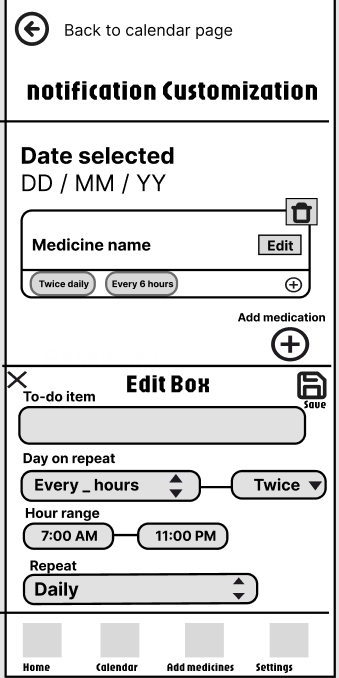 Back to calendar page
notification Customization
Date selected
DD / MM / YY
Medicine name
Edit
Twice daily
Every 6 hours
Add medication
Edit Box
Save
To-do item
Day on repeat
Every _ hours
Twice
Hour range
7:00 AM
11:00 PM
Repeat
Daily
Home
Calendar
Add medicines
Settings